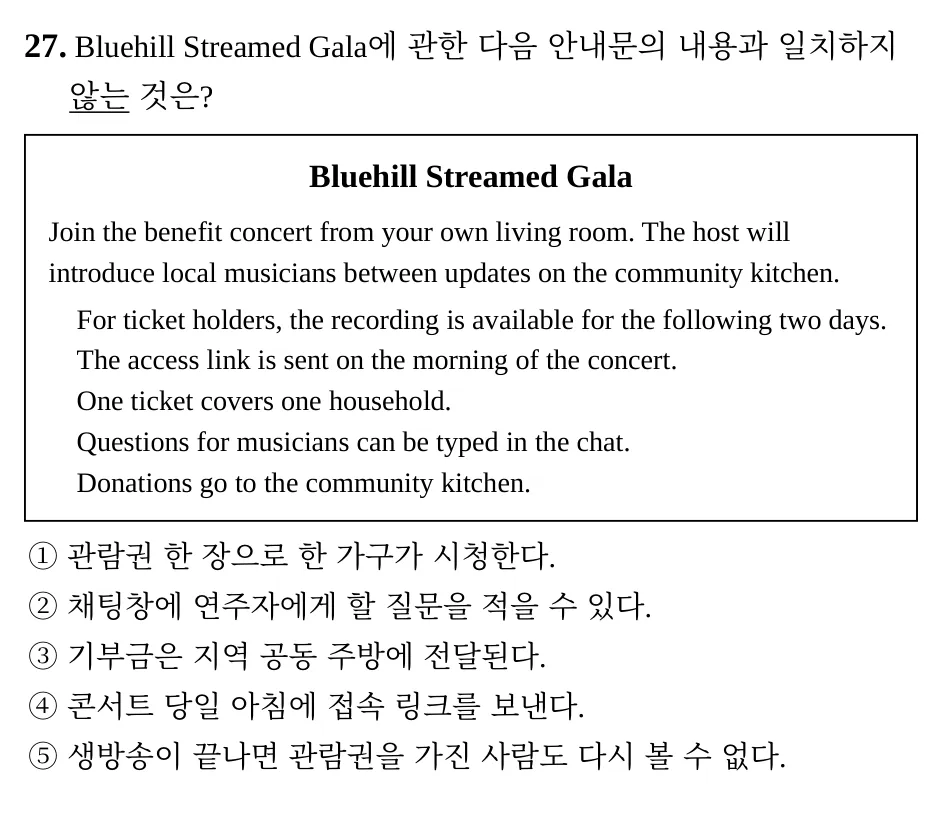 27. Bluehill Streamed Gala에 관한 다음 안내문의 내용과 일치하지
않는 것은?
Bluehill Streamed Gala
Join the benefit concert from your own living room. The host will
introduce local musicians between updates on the community kitchen.
For ticket holders, the recording is available for the following two days.
The access link is sent on the morning of the concert.
One ticket covers one household.
Questions for musicians can be typed in the chat.
Donations go to the community kitchen.
① 관람권 한 장으로 한 가구가 시청한다.
② 채팅창에 연주자에게 할 질문을 적을 수 있다.
③ 기부금은 지역 공동 주방에 전달된다.
④ 콘서트 당일 아침에 접속 링크를 보낸다.
⑤ 생방송이 끝나면 관람권을 가진 사람도 다시 볼 수 없다.